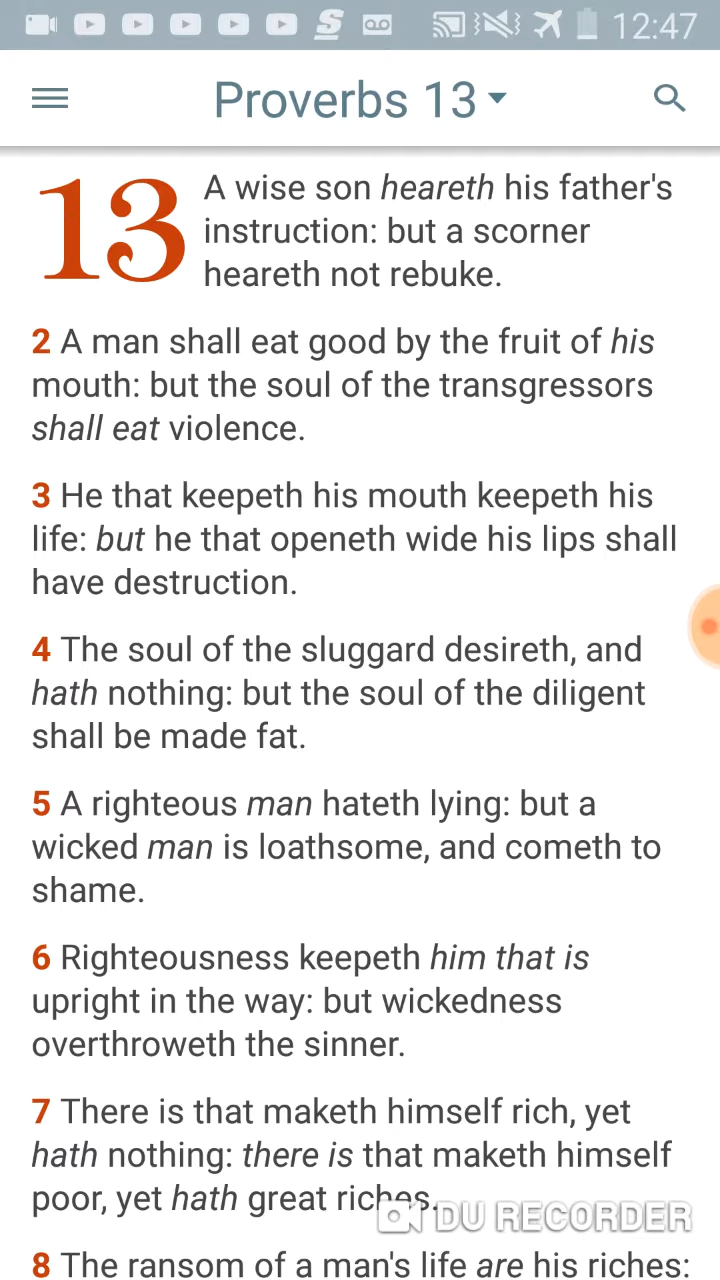 12:47
Proverbs 13
13 A wise son heareth his father's
instruction: but a scorner
heareth not rebuke.
2 A man shall eat good by the fruit of his
mouth: but the soul of the transgressors
shall eat violence.
3 He that keepeth his mouth keepeth his
life: but he that openeth wide his lips shall
have destruction.
4 The soul of the sluggard desireth, and
hath nothing: but the soul of the diligent
shall be made fat.
5 A righteous man hateth lying: but a
wicked man is loathsome, and cometh to
shame.
6 Righteousness keepeth him that is
upright in the way: but wickedness
overthroweth the sinner.
7 There is that maketh himself rich, yet
hath nothing: there is that maketh himself
poor, yet hath great riches.
DU RECORDER
8 The ransom of a man's life are his riches: